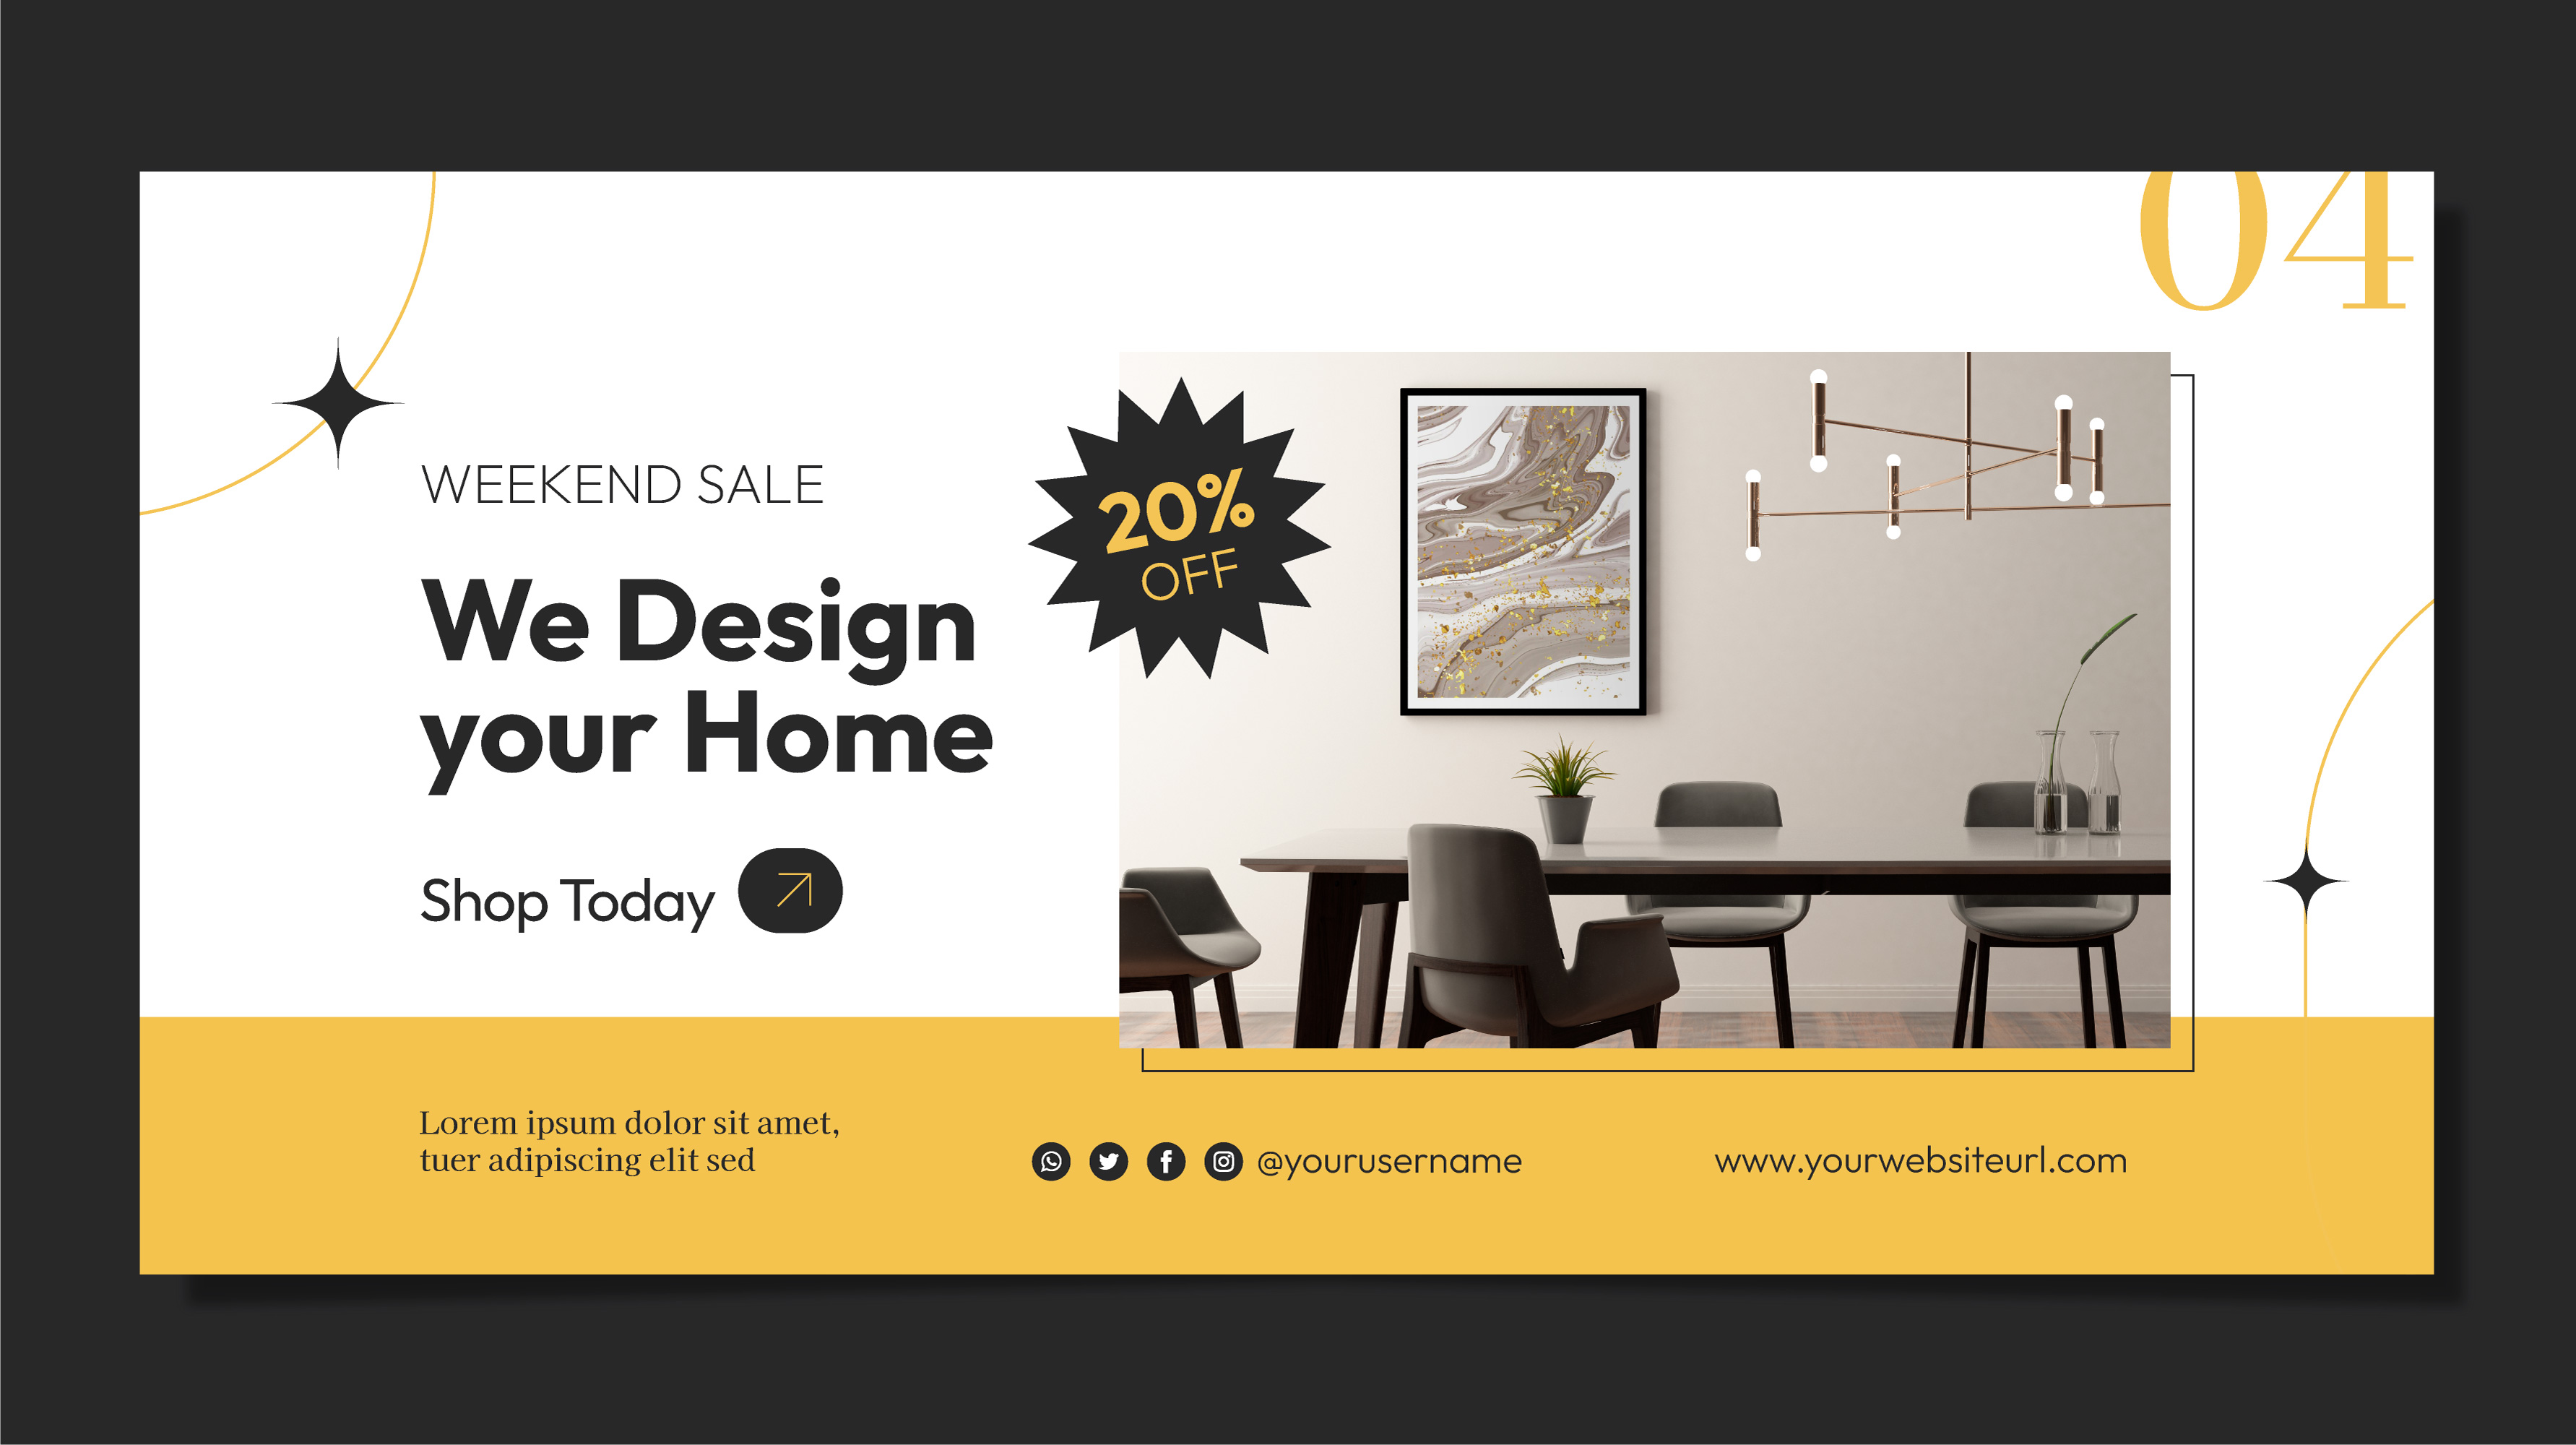 04
WEEKEND SALE
20%
OFF
We Design
your Home
Shop Today
Lorem ipsum dolor sit amet,
tuer adipiscing elit sed
@yourusername
www.yourwebsiteurl.com